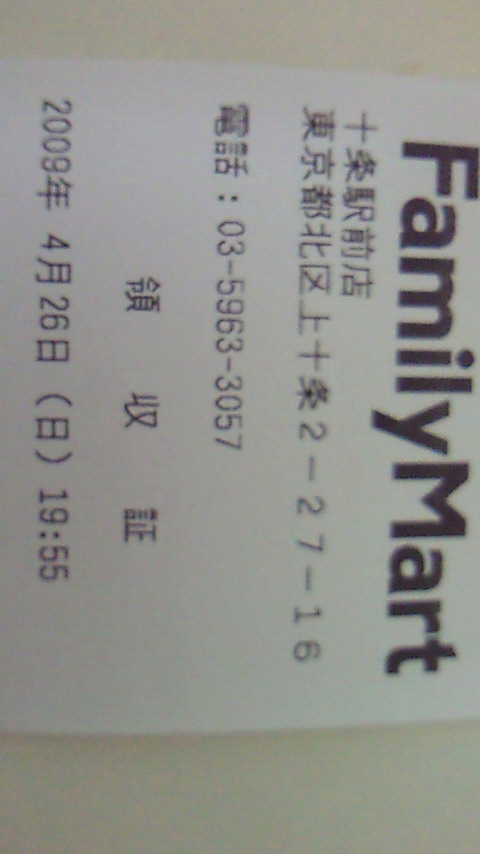 FamilyMart
十条駅前店
東京都北区上十条2-27-16
電話:03-5963-3057
領 収 証
2009年 4月26日(日) 19:55